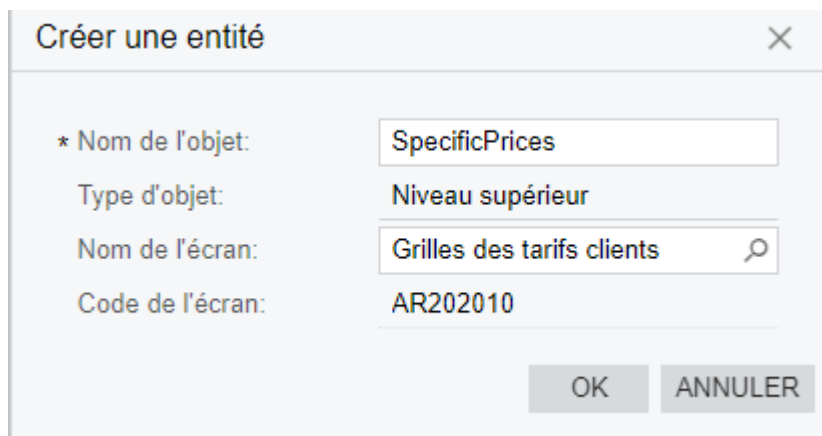 Créer une entité
* Nom de l'objet: SpecificPrices
Type d'objet: Niveau supérieur
Nom de l'écran: Grilles des tarifs clients
Code de l'écran: AR202010
OK ANNULER